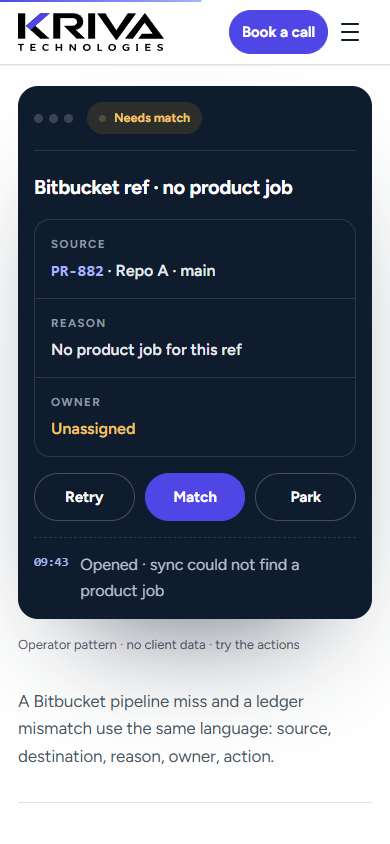 KRIVA
TECHNOLOGIES
Book a call
Needs match
Bitbucket ref · no product job
SOURCE
PR-882 · Repo A · main
REASON
No product job for this ref
OWNER
Unassigned
Retry
Match
Park
09:43 Opened · sync could not find a
product job
Operator pattern · no client data · try the actions
A Bitbucket pipeline miss and a ledger
mismatch use the same language: source,
destination, reason, owner, action.